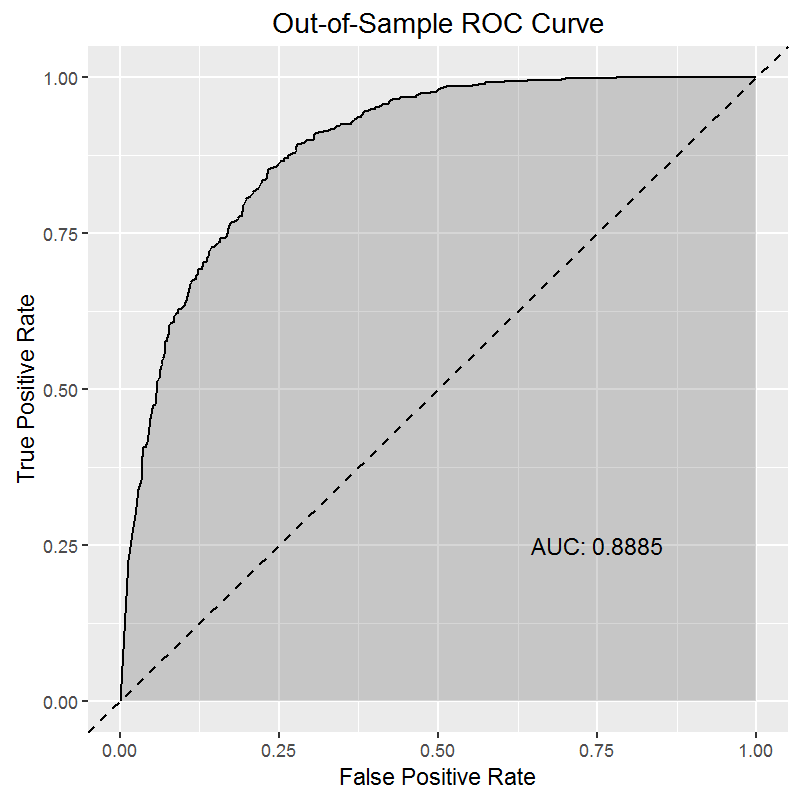 Out-of-Sample ROC Curve
1.00
0.75
0.50
0.25
0.00
True Positive Rate
AUC: 0.8885
0.00 0.25 0.50 0.75 1.00
False Positive Rate